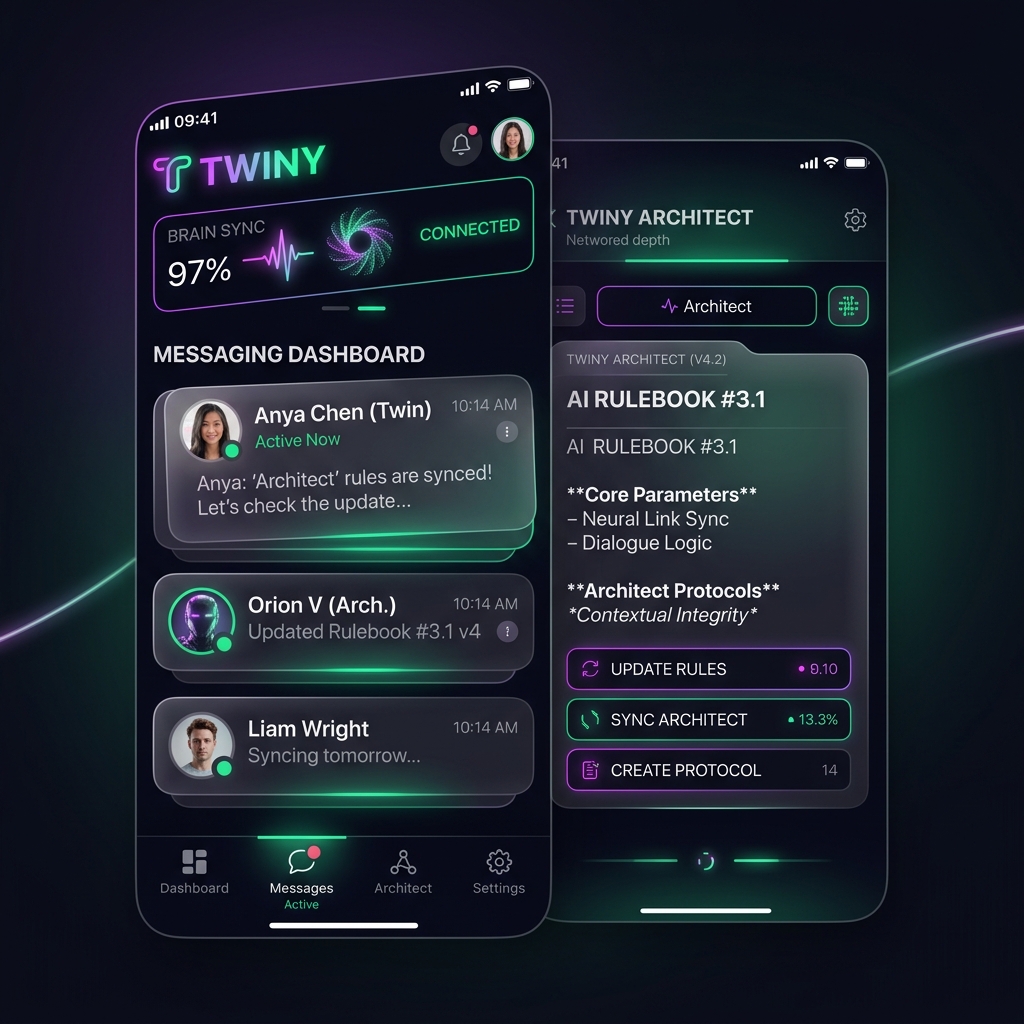 09:41
TWINY
BRAIN SYNC
97%
CONNECTED
MESSAGING DASHBOARD
Anya Chen (Twin)
10:14 AM
Active Now
Anya: ‘Architect’ rules are synced!
Let’s check the update...
Orion V (Arch.)
10:14 AM
Updated Rulebook #3.1 v4
Liam Wright
10:14 AM
Syncing tomorrow...
Dashboard
Messages
Active
Architect
Settings
41
TWINY ARCHITECT
Networed depth
Architect
TWINY ARCHITECT (V4.2)
AI RULEBOOK #3.1
AI RULEBOOK #3.1
**Core Parameters**
– Neural Link Sync
– Dialogue Logic
**Architect Protocols**
*Contextual Integrity*
UPDATE RULES
SYNC ARCHITECT
13.3%
CREATE PROTOCOL
14